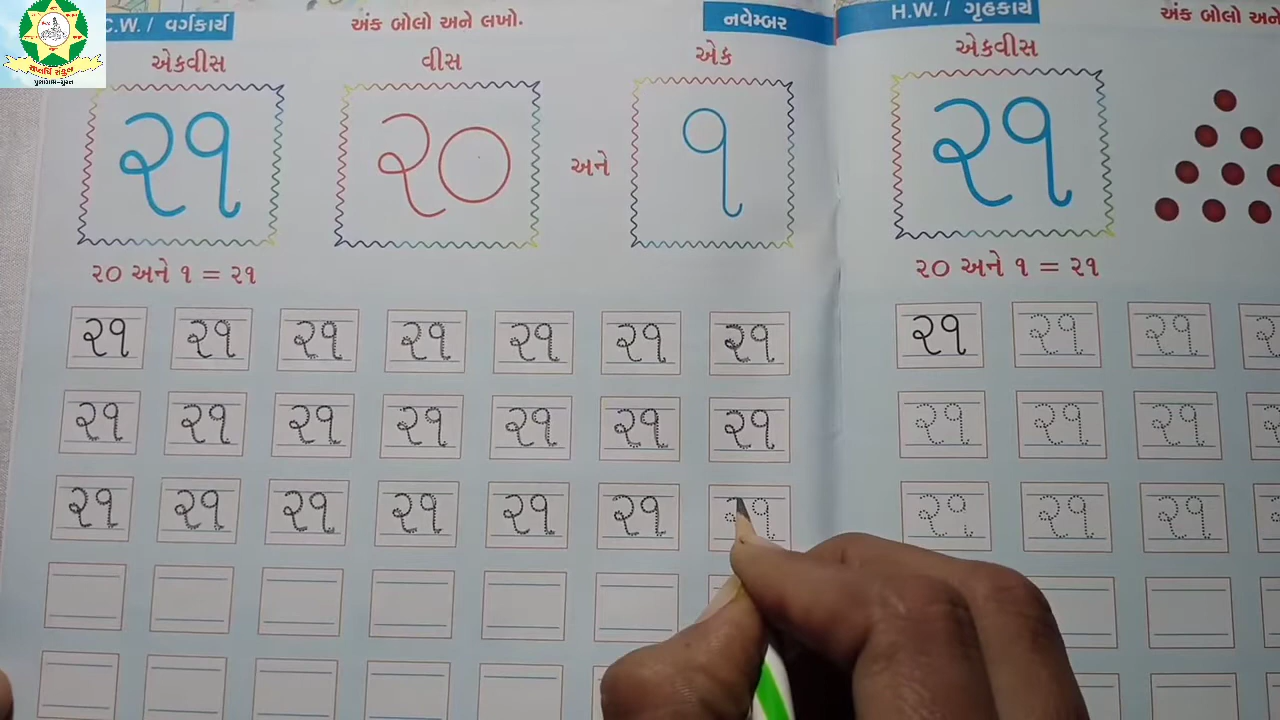 C.W. / વર્ગકાર્ય
અંક બોલો અને લખો.
નવેમ્બર
એકવીસ
વીસ
એક
૨૧
૨૦
અને
૧
૨૦ અને ૧ = ૨૧
૨૧ ૨૧ ૨૧ ૨૧ ૨૧ ૨૧ ૨૧
૨૧ ૨૧ ૨૧ ૨૧ ૨૧ ૨૧ ૨૧
૨૧ ૨૧ ૨૧ ૨૧ ૨૧ ૨૧ ૨૧
H.W. / ગૃહકાર્ય
અંક બોલો અને
એકવીસ
૨૧
૨૦ અને ૧ = ૨૧
૨૧ ૨૧ ૨૧
૨૧ ૨૧ ૨૧
૨૧ ૨૧ ૨૧